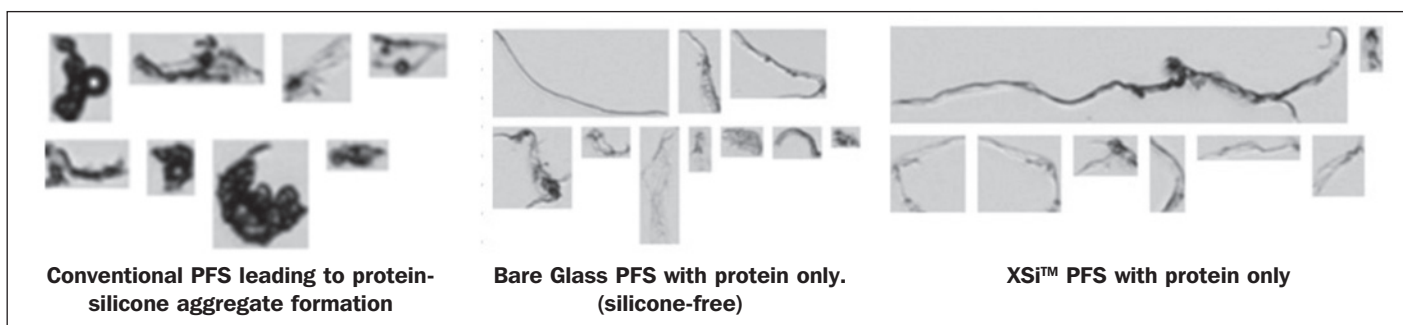 Conventional PFS leading to protein-
silicone aggregate formation
Bare Glass PFS with protein only.
(silicone-free)
XSi™ PFS with protein only